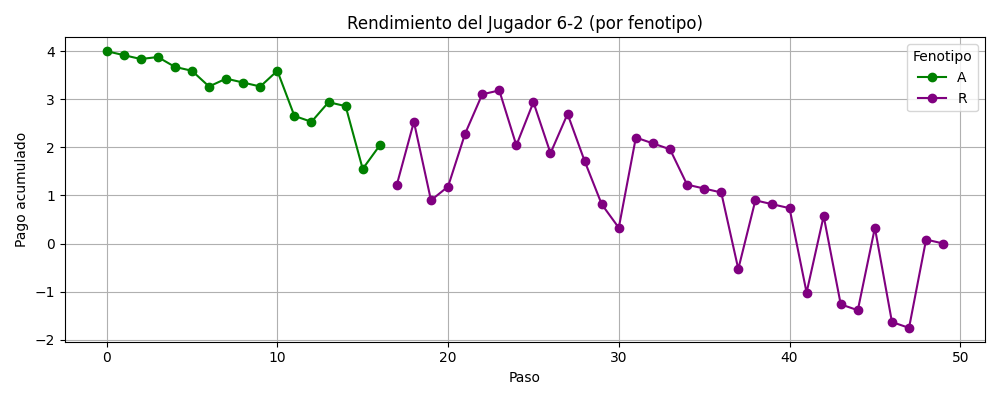 Rendimiento del Jugador 6-2 (por fenotipo)
Pago acumulado
4
3
2
1
0
−1
−2
Fenotipo
A
R
0 10 20 30 40 50
Paso